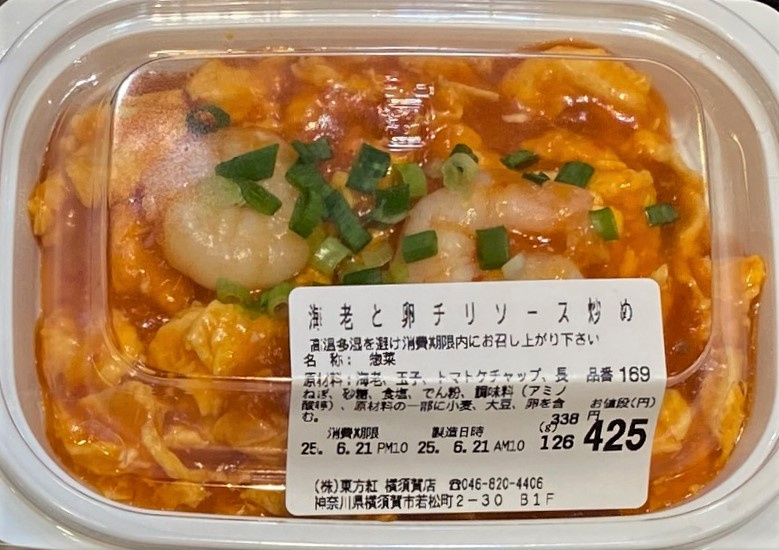 海老と卵チリソース炒め
高温多湿を避け消費期限内にお召し上がり下さい
名 称： 惣菜
原材料：海老、玉子、トマトケチャップ、長 品番 169
ねぎ、砂糖、食塩、でん粉、調味料（アミノ
酸等）、原材料の一部に小麦、大豆、卵を含 お値段(円)
む。 338 円
消費期限 製造日時 (g)
25. 6.21 PM10 25. 6.21 AM10 126 425
(株)東方紅 横須賀店 ☎046-820-4406
神奈川県横須賀市若松町2-30 B1F